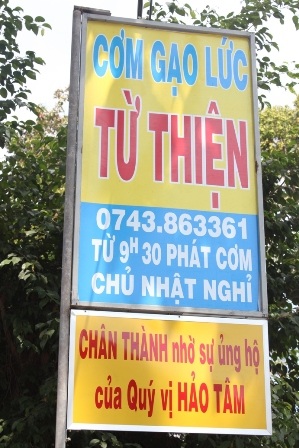 CƠM GẠO LỨC
TỪ THIỆN
0743.863361
TỪ 9H 30 PHÁT CƠM
CHỦ NHẬT NGHỈ
CHÂN THÀNH nhờ sự ủng hộ
của Quý vị HẢO TÂM